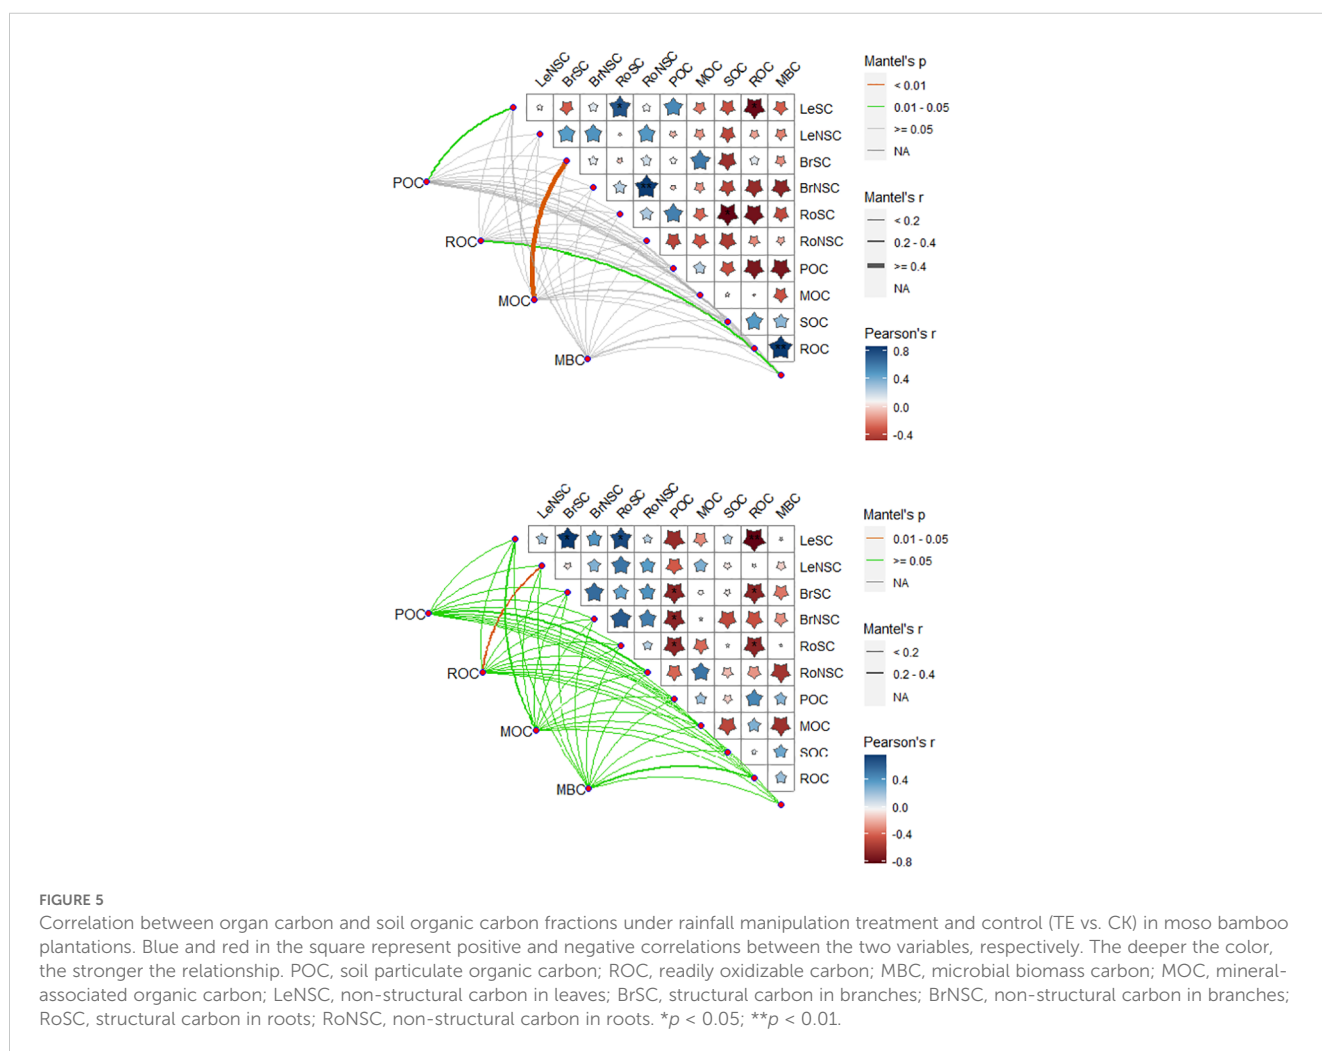 LeNSC BrSC BrNSC RoSC RoNSC POC MOC SOC ROC MBC
LeSC
LeNSC
BrSC
BrNSC
RoSC
RoNSC
POC
MOC
SOC
ROC
POC
ROC
MOC
MBC
Mantel's p
< 0.01
0.01 - 0.05
>= 0.05
NA
Mantel's r
< 0.2
0.2 - 0.4
>= 0.4
NA
Pearson's r
0.8
0.4
0.0
-0.4
LeNSC BrSC BrNSC RoSC RoNSC POC MOC SOC ROC MBC
LeSC
LeNSC
BrSC
BrNSC
RoSC
RoNSC
POC
MOC
SOC
ROC
POC
ROC
MOC
MBC
Mantel's p
0.01 - 0.05
>= 0.05
NA
Mantel's r
< 0.2
0.2 - 0.4
NA
Pearson's r
0.4
0.0
-0.4
-0.8
FIGURE 5
Correlation between organ carbon and soil organic carbon fractions under rainfall manipulation treatment and control (TE vs. CK) in moso bamboo
plantations. Blue and red in the square represent positive and negative correlations between the two variables, respectively. The deeper the color,
the stronger the relationship. POC, soil particulate organic carbon; ROC, readily oxidizable carbon; MBC, microbial biomass carbon; MOC, mineral-
associated organic carbon; LeNSC, non-structural carbon in leaves; BrSC, structural carbon in branches; BrNSC, non-structural carbon in branches;
RoSC, structural carbon in roots; RoNSC, non-structural carbon in roots. *p < 0.05; **p < 0.01.